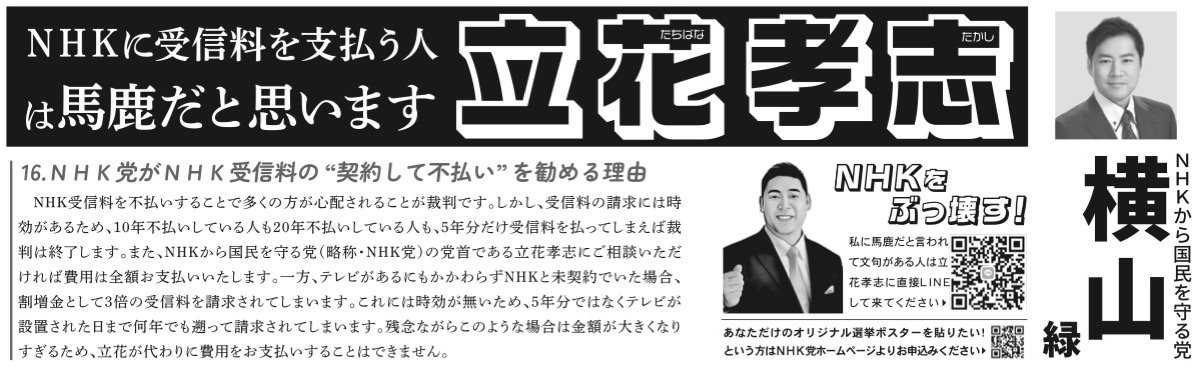 NHKに受信料を支払う人
は馬鹿だと思います
たちばな
たかし
立花孝志
16.NHK党がNHK受信料の“契約して不払い”を勧める理由
NHK受信料を不払いすることで多くの方が心配されることが裁判です。しかし、受信料の請求には時
効があるため、10年不払いしている人も20年不払いしている人も、5年分だけ受信料を払ってしまえば裁
判は終了します。また、NHKから国民を守る党(略称・NHK党)の党首である立花孝志にご相談いただ
ければ費用は全額お支払いいたします。一方、テレビがあるにもかかわらずNHKと未契約でいた場合、
割増金として3倍の受信料を請求されてしまいます。これには時効が無いため、5年分ではなくテレビが
設置された日まで何年でも遡って請求されてしまいます。残念ながらこのような場合は金額が大きくなり
すぎるため、立花が代わりに費用をお支払いすることはできません。
NHKを
ぶっ壊す!
私に馬鹿だと言われ
て文句がある人は立
花孝志に直接LINE
して来てください
あなただけのオリジナル選挙ポスターを貼りたい!
という方はNHK党ホームページよりお申込みください
NHKから国民を守る党
横山
緑